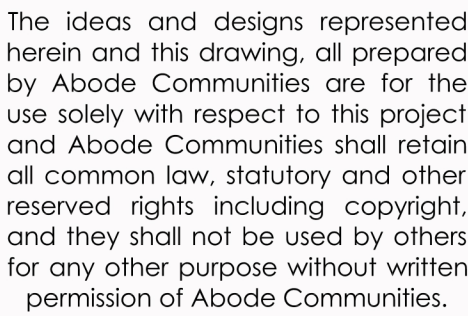 The ideas and designs represented
herein and this drawing, all prepared
by Abode Communities are for the
use solely with respect to this project
and Abode Communities shall retain
all common law, statutory and other
reserved rights including copyright,
and they shall not be used by others
for any other purpose without written
permission of Abode Communities.